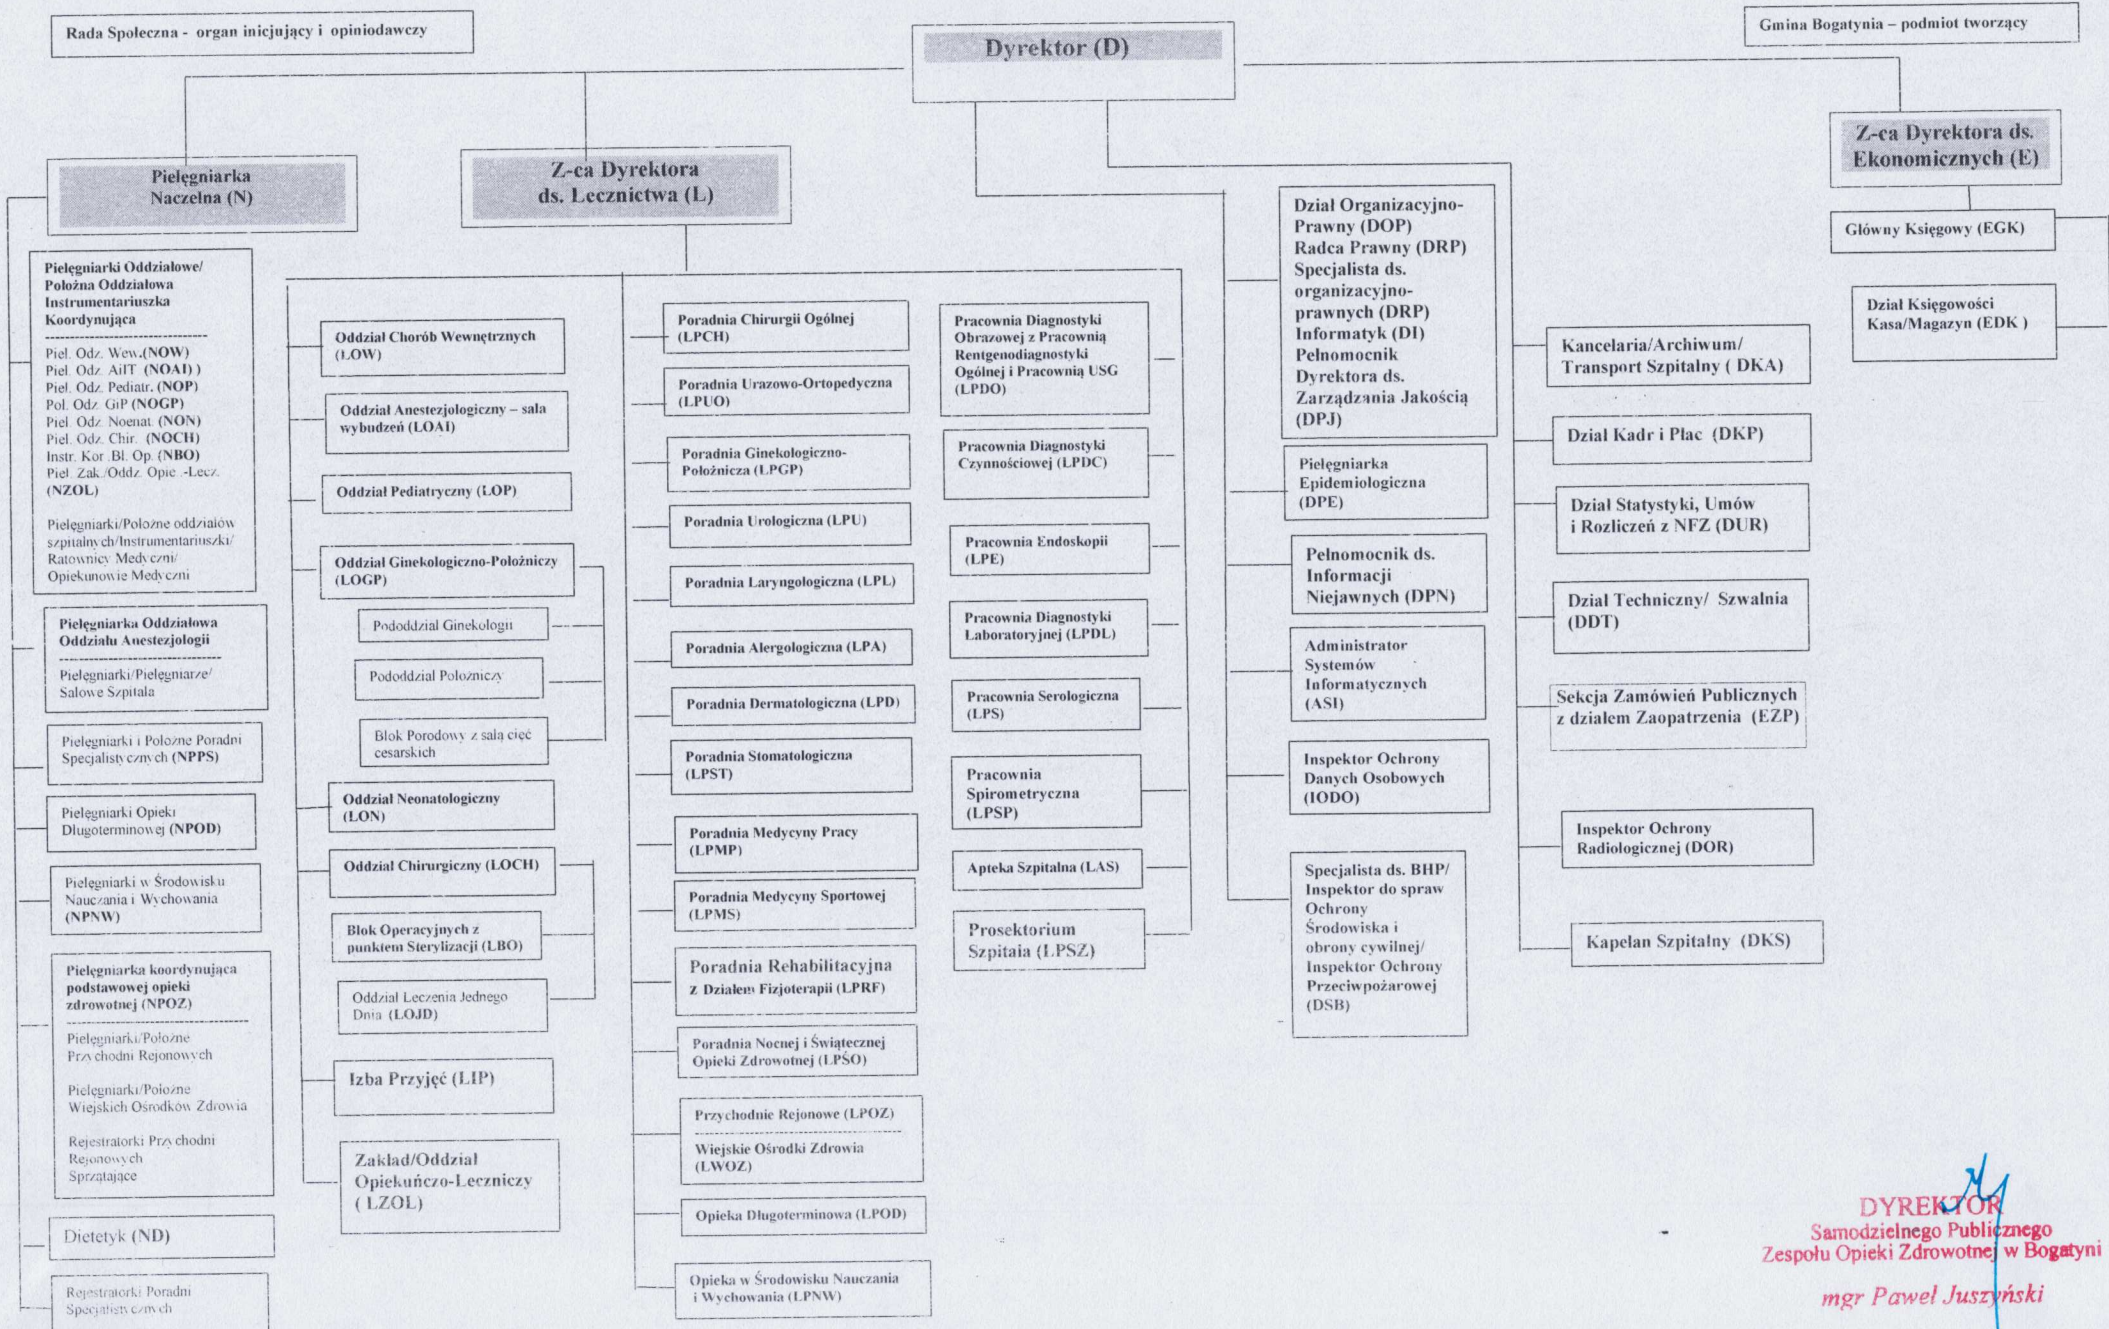 Rada Społeczna - organ inicjujący i opiniodawczy
Dyrektor (D)
Gmina Bogatynia – podmiot tworzący
Pielęgniarka
Naczelna (N)
Z-ca Dyrektora
ds. Lecznictwa (L)
Z-ca Dyrektora ds.
Ekonomicznych (E)
Pielęgniarki Oddziałowe/
Położna Oddziałowa
Instrumentariuszka
Koordynująca
Piel. Odz. Wew.(NOW)
Piel. Odz. AiIT (NOAI) )
Piel. Odz. Pediatr. (NOP)
Poł. Odz. GiP (NOGP)
Piel. Odz. Noenat. (NON)
Piel. Odz. Chir. (NOCH)
Instr. Kor .Bl. Op. (NBO)
Piel. Zak./Oddz. Opie .-Lecz.
(NZOL)
Pielęgniarki/Położne oddziałów
szpitalnych/Instrumentariuszki/
Ratownicy Medyczni/
Opiekunowie Medyczni
Pielęgniarka Oddziałowa
Oddziału Anestezjologii
Pielęgniarki/Pielęgniarze/
Salowe Szpitala
Pielęgniarki i Położne Poradni
Specjalistycznych (NPPS)
Pielęgniarki Opieki
Długoterminowej (NPOD)
Pielęgniarki w Środowisku
Nauczania i Wychowania
(NPNW)
Pielęgniarka koordynująca
podstawowej opieki
zdrowotnej (NPOZ)
Pielęgniarki/Położne
Przychodni Rejonowych
Pielęgniarki/Położne
Wiejskich Ośrodków Zdrowia
Rejestratorki Przychodni
Rejonowych
Sprzątające
Dietetyk (ND)
Rejestratorki Poradni
Specjalistycznych
Oddział Chorób Wewnętrznych
(LOW)
Oddział Anestezjologiczny – sala
wybudzeń (LOAI)
Oddział Pediatryczny (LOP)
Oddział Ginekologiczno-Położniczy
(LOGP)
Pododdział Ginekologii
Pododdział Położniczy
Blok Porodowy z salą cięć
cesarskich
Oddział Neonatologiczny
(LON)
Oddział Chirurgiczny (LOCH)
Blok Operacyjnych z
punktem Sterylizacji (LBO)
Oddział Leczenia Jednego
Dnia (LOJD)
Izba Przyjęć (LIP)
Zakład/Oddział
Opiekuńczo-Leczniczy
( LZOL)
Poradnia Chirurgii Ogólnej
(LPCH)
Poradnia Urazowo-Ortopedyczna
(LPUO)
Poradnia Ginekologiczno-
Położnicza (LPGP)
Poradnia Urologiczna (LPU)
Poradnia Laryngologiczna (LPL)
Poradnia Alergologiczna (LPA)
Poradnia Dermatologiczna (LPD)
Poradnia Stomatologiczna
(LPST)
Poradnia Medycyny Pracy
(LPMP)
Poradnia Medycyny Sportowej
(LPMS)
Poradnia Rehabilitacyjna
z Działem Fizjoterapii (LPRF)
Poradnia Nocnej i Świątecznej
Opieki Zdrowotnej (LPŚO)
Przychodnie Rejonowe (LPOZ)
Wiejskie Ośrodki Zdrowia
(LWOZ)
Opieka Długoterminowa (LPOD)
Opieka w Środowisku Nauczania
i Wychowania (LPNW)
Pracownia Diagnostyki
Obrazowej z Pracownią
Rentgenodiagnostyki
Ogólnej i Pracownią USG
(LPDO)
Pracownia Diagnostyki
Czynnościowej (LPDC)
Pracownia Endoskopii
(LPE)
Pracownia Diagnostyki
Laboratoryjnej (LPDL)
Pracownia Serologiczna
(LPS)
Pracownia
Spirometryczna
(LPSP)
Apteka Szpitalna (LAS)
Prosektorium
Szpitala (LPSZ)
Dział Organizacyjno-
Prawny (DOP)
Radca Prawny (DRP)
Specjalista ds.
organizacyjno-
prawnych (DRP)
Informatyk (DI)
Pełnomocnik
Dyrektora ds.
Zarządzania Jakością
(DPJ)
Pielęgniarka
Epidemiologiczna
(DPE)
Pełnomocnik ds.
Informacji
Niejawnych (DPN)
Administrator
Systemów
Informatycznych
(ASI)
Inspektor Ochrony
Danych Osobowych
(IODO)
Specjalista ds. BHP/
Inspektor do spraw
Ochrony
Środowiska i
obrony cywilnej/
Inspektor Ochrony
Przeciwpożarowej
(DSB)
Kancelaria/Archiwum/
Transport Szpitalny ( DKA)
Dział Kadr i Płac (DKP)
Dział Statystyki, Umów
i Rozliczeń z NFZ (DUR)
Dział Techniczny/ Szwalnia
(DDT)
Sekcja Zamówień Publicznych
z działem Zaopatrzenia (EZP)
Inspektor Ochrony
Radiologicznej (DOR)
Kapelan Szpitalny (DKS)
Główny Księgowy (EGK)
Dział Księgowości
Kasa/Magazyn (EDK )
DYREKTOR
Samodzielnego Publicznego
Zespołu Opieki Zdrowotnej w Bogatyni
mgr Paweł Juszyński